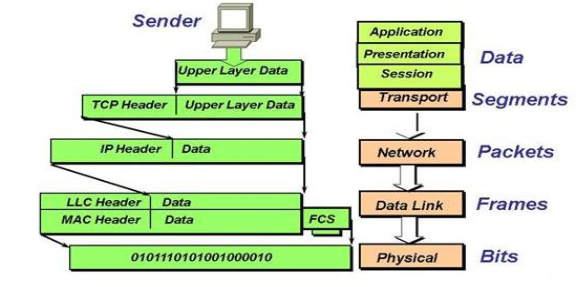 Sender
Upper Layer Data
TCP Header Upper Layer Data
IP Header Data
LLC Header Data
MAC Header Data FCS
0101110101001000010
Application
Presentation
Session
Data
Transport Segments
Network Packets
Data Link Frames
Physical Bits